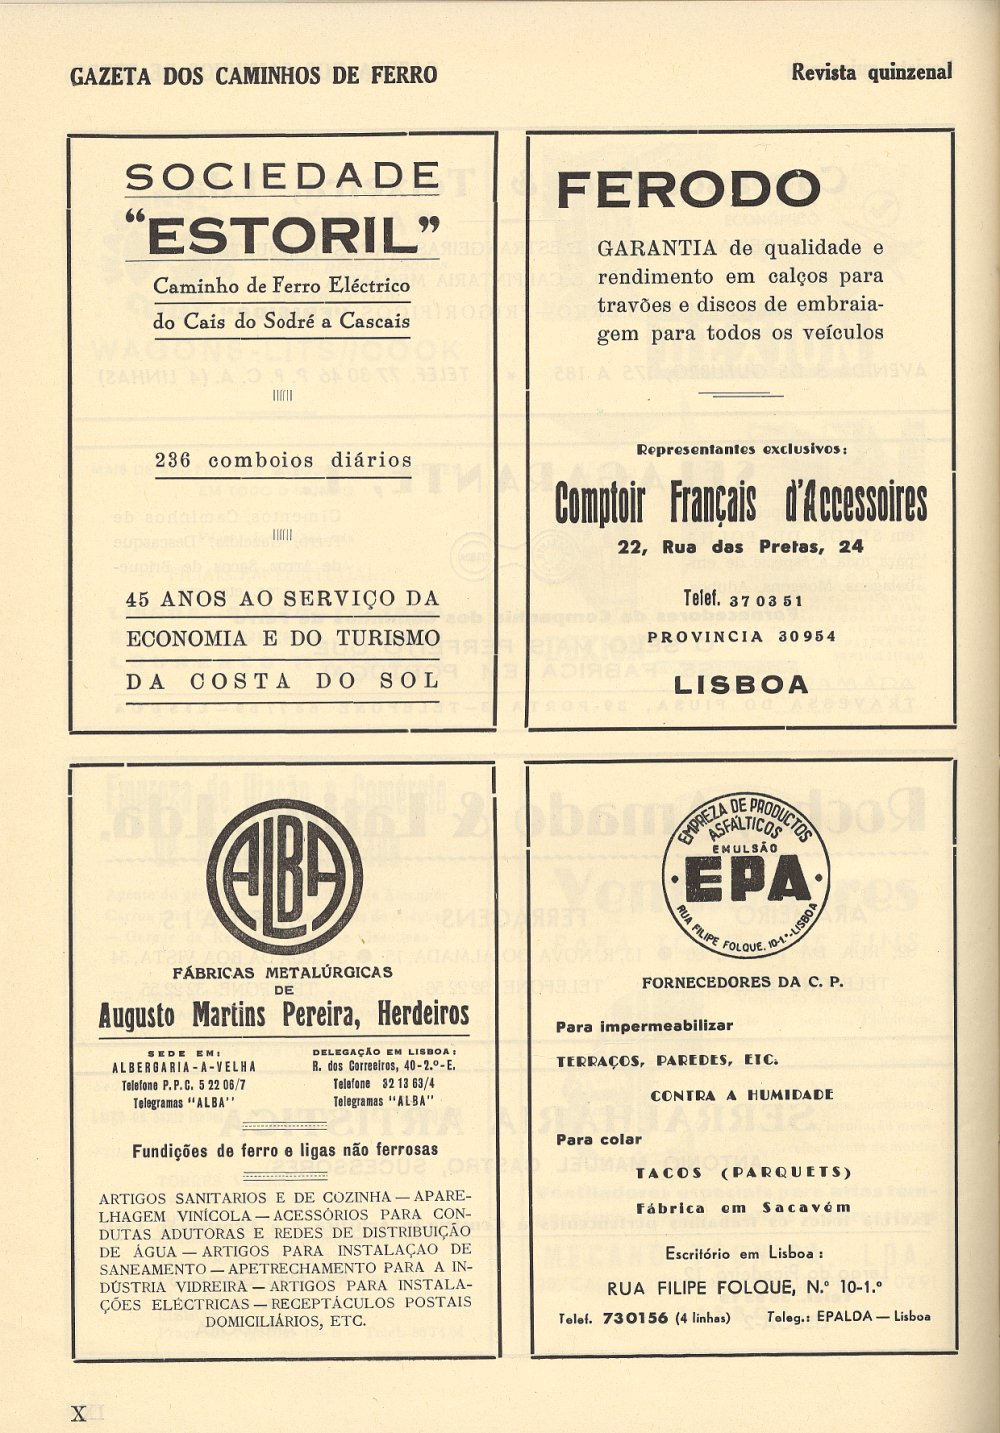 GAZETA DOS CAMINHOS DE FERRO
Revista quinzenal
SOCIEDADE
"ESTORIL"
Caminho de Ferro Eléctrico
do Cais do Sodré a Cascais
236 comboios diários
45 ANOS AO SERVIÇO DA
ECONOMIA E DO TURISMO
DA COSTA DO SOL
FERODO
GARANTIA de qualidade e
rendimento em calços para
travões e discos de embraia-
gem para todos os veículos
Representantes exclusivos:
Comptoir Français d'Accessoires
22, Rua das Pretas, 24
Telef. 37 03 51
PROVINCIA 30954
LISBOA
ALBA
FÁBRICAS METALÚRGICAS
DE
Augusto Martins Pereira, Herdeiros
SEDE EM:
ALBERGARIA-A-VELHA
Telefone P.P.C. 5 22 06/7
Telegramas "ALBA"
DELEGAÇÃO EM LISBOA:
R. dos Correeiros, 40-2.º-E.
Telefone 32 13 63/4
Telegramas "ALBA"
Fundições de ferro e ligas não ferrosas
ARTIGOS SANITARIOS E DE COZINHA — APARE-
LHAGEM VINÍCOLA — ACESSÓRIOS PARA CON-
DUTAS ADUTORAS E REDES DE DISTRIBUIÇÃO
DE ÁGUA — ARTIGOS PARA INSTALAÇAO DE
SANEAMENTO — APETRECHAMENTO PARA A IN-
DÚSTRIA VIDREIRA — ARTIGOS PARA INSTALA-
ÇÕES ELÉCTRICAS — RECEPTÁCULOS POSTAIS
DOMICILIÁRIOS, ETC.
EMPREZA DE PRODUCTOS
ASFÁLTICOS
EMULSÃO
EPA
RUA FILIPE FOLQUE, 10-1.º-LISBOA
FORNECEDORES DA C. P.
Para impermeabilizar
TERRAÇOS, PAREDES, ETC.
CONTRA A HUMIDADE
Para colar
TACOS (PARQUETS)
Fábrica em Sacavém
Escritório em Lisboa:
RUA FILIPE FOLQUE, N.º 10-1.º
Telef. 730156 (4 linhas) Teleg.: EPALDA — Lisboa
X